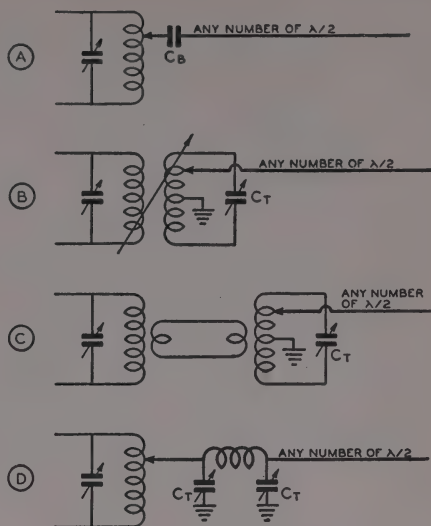 A
ANY NUMBER OF λ/2
CB
B
ANY NUMBER OF λ/2
CT
C
ANY NUMBER
OF λ/2
CT
D
ANY NUMBER OF λ/2
CT
CT